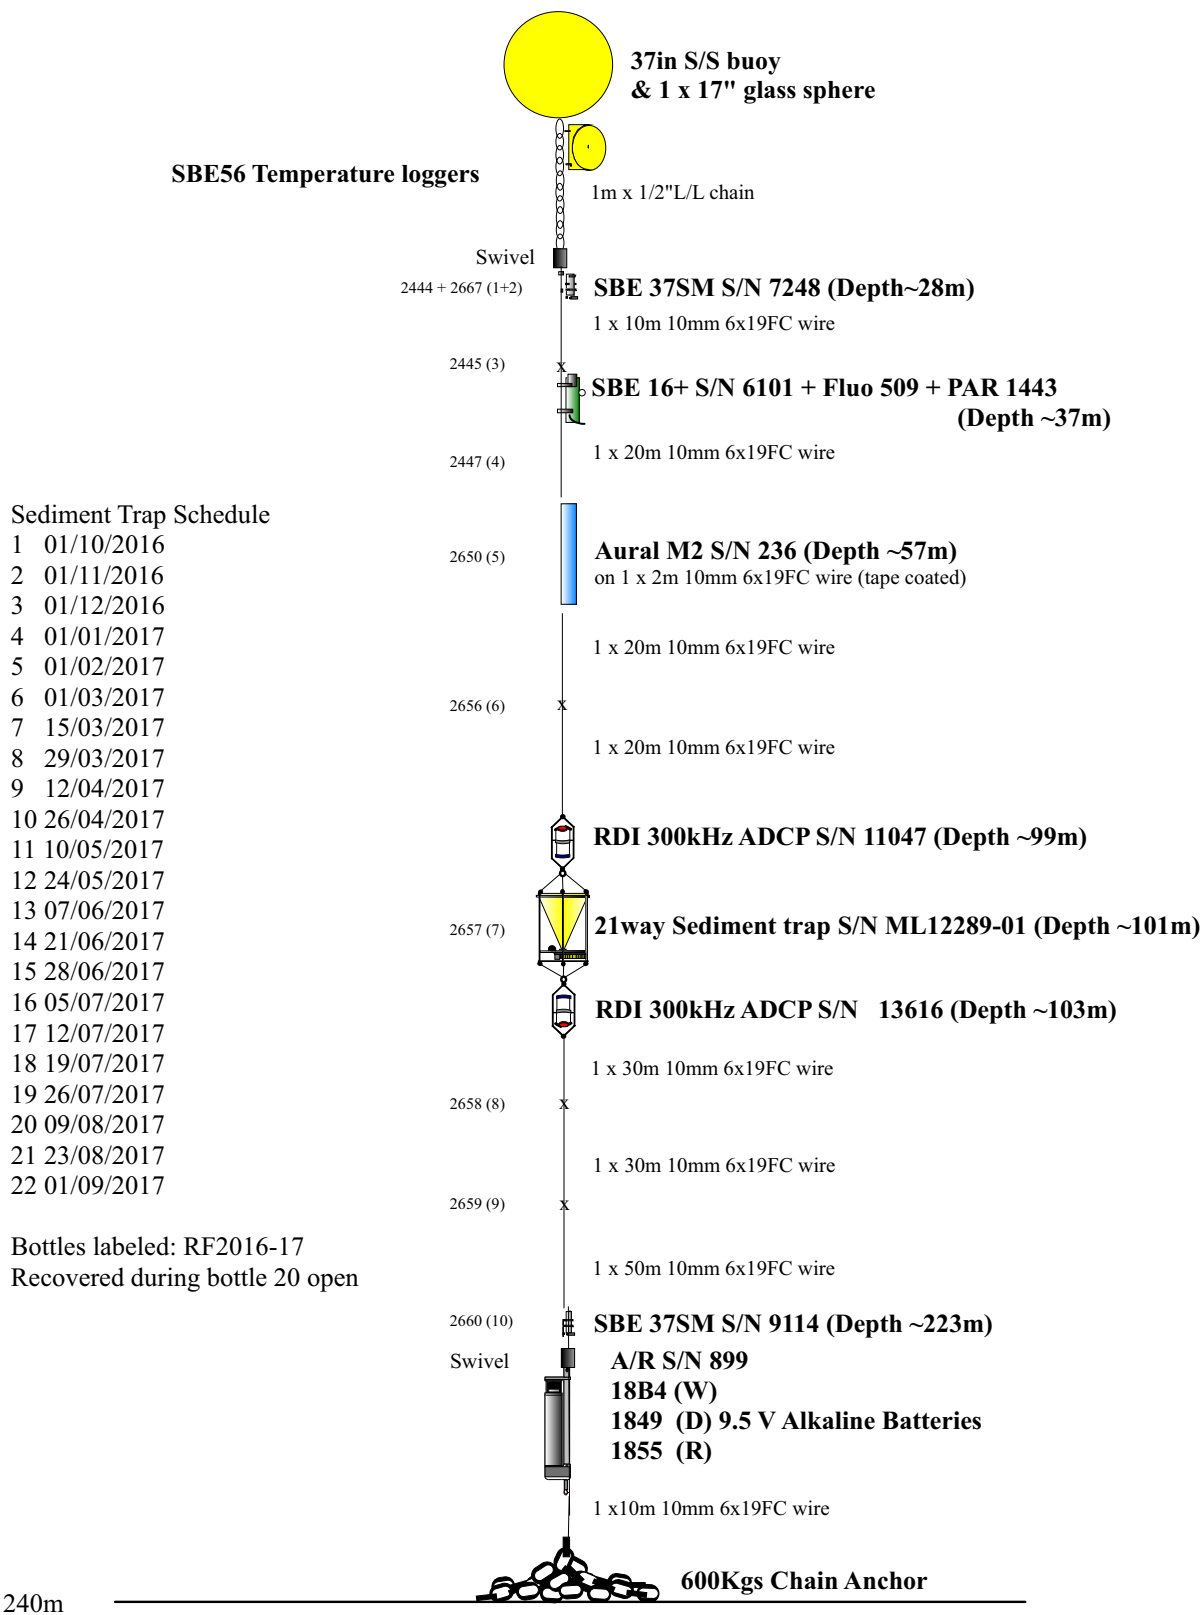 37in S/S buoy
& 1 x 17" glass sphere
SBE56 Temperature loggers
1m x 1/2"L/L chain
Swivel
2444 + 2667 (1+2)
SBE 37SM S/N 7248 (Depth~28m)
1 x 10m 10mm 6x19FC wire
2445 (3)
x
SBE 16+ S/N 6101 + Fluo 509 + PAR 1443
(Depth ~37m)
1 x 20m 10mm 6x19FC wire
2447 (4)
Sediment Trap Schedule
1 01/10/2016
2 01/11/2016
3 01/12/2016
4 01/01/2017
5 01/02/2017
6 01/03/2017
7 15/03/2017
8 29/03/2017
9 12/04/2017
10 26/04/2017
11 10/05/2017
12 24/05/2017
13 07/06/2017
14 21/06/2017
15 28/06/2017
16 05/07/2017
17 12/07/2017
18 19/07/2017
19 26/07/2017
20 09/08/2017
21 23/08/2017
22 01/09/2017
Bottles labeled: RF2016-17
Recovered during bottle 20 open
2650 (5)
Aural M2 S/N 236 (Depth ~57m)
on 1 x 2m 10mm 6x19FC wire (tape coated)
1 x 20m 10mm 6x19FC wire
2656 (6)
x
1 x 20m 10mm 6x19FC wire
RDI 300kHz ADCP S/N 11047 (Depth ~99m)
2657 (7)
21way Sediment trap S/N ML12289-01 (Depth ~101m)
RDI 300kHz ADCP S/N 13616 (Depth ~103m)
1 x 30m 10mm 6x19FC wire
2658 (8)
x
1 x 30m 10mm 6x19FC wire
2659 (9)
x
1 x 50m 10mm 6x19FC wire
2660 (10)
SBE 37SM S/N 9114 (Depth ~223m)
Swivel
A/R S/N 899
18B4 (W)
1849 (D) 9.5 V Alkaline Batteries
1855 (R)
1 x10m 10mm 6x19FC wire
600Kgs Chain Anchor
240m